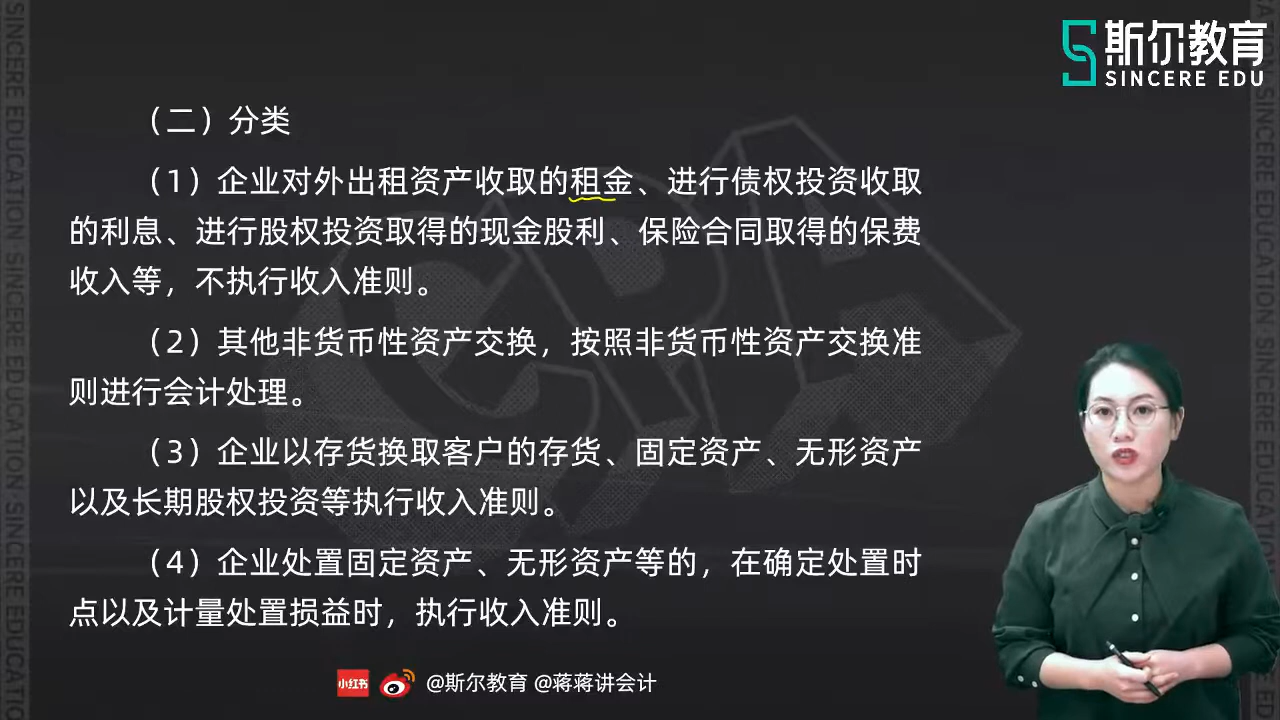 斯尔教育
SINCERE EDU
（二）分类
（1）企业对外出租资产收取的租金、进行债权投资收取
的利息、进行股权投资取得的现金股利、保险合同取得的保费
收入等，不执行收入准则。
（2）其他非货币性资产交换，按照非货币性资产交换准
则进行会计处理。
（3）企业以存货换取客户的存货、固定资产、无形资产
以及长期股权投资等执行收入准则。
（4）企业处置固定资产、无形资产等的，在确定处置时
点以及计量处置损益时，执行收入准则。
小红书 @斯尔教育 @蒋蒋讲会计
SINCERE EDUCATION SINCERE EDUCATION SINCERE EDUCATION
CPA